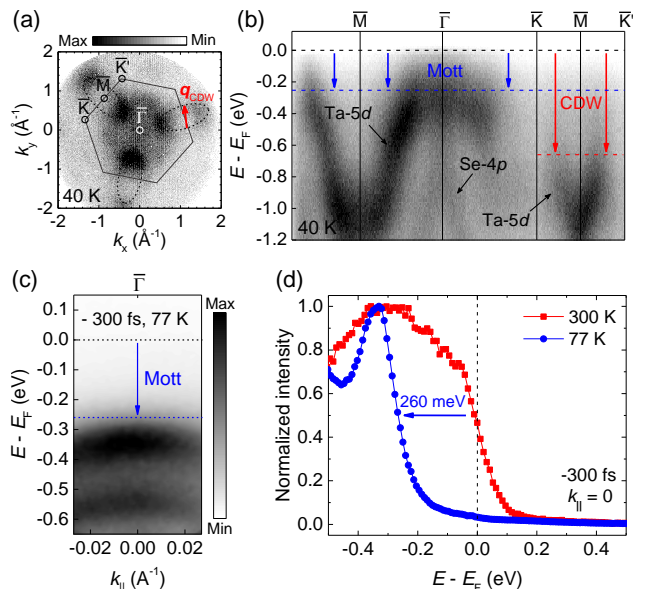 (a)
Max
Min
2
1
0
-1
-2
k_y (Å⁻¹)
K̅'
M̅
K̅
Γ̅
q_CDW
40 K
-2
-1
0
1
2
k_x (Å⁻¹)
(b)
M̅
Γ̅
K̅
M̅
K̅'
0.0
-0.2
-0.4
-0.6
-0.8
-1.0
-1.2
E - E_F (eV)
Mott
CDW
Ta-5d
Se-4p
Ta-5d
40 K
(c)
Γ̅
Max
Min
- 300 fs, 77 K
Mott
0.1
0.0
-0.1
-0.2
-0.3
-0.4
-0.5
-0.6
E - E_F (eV)
-0.02
0.00
0.02
k_|| (A⁻¹)
(d)
1.0
0.8
0.6
0.4
0.2
0.0
Normalized intensity
300 K
77 K
260 meV
-300 fs
k_|| = 0
-0.4
-0.2
0.0
0.2
0.4
E - E_F (eV)